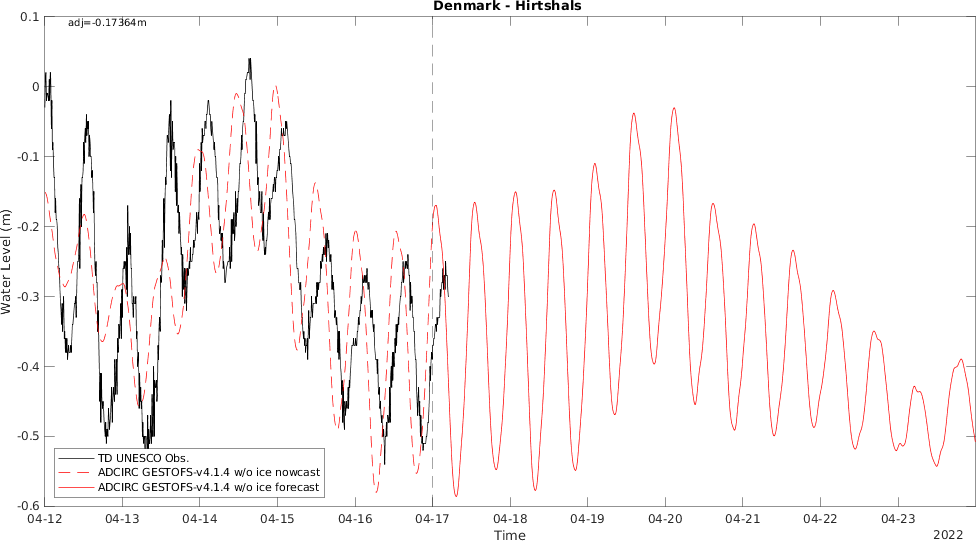 Denmark - Hirtshals
adj=-0.17364m
0.1
0
-0.1
-0.2
-0.3
-0.4
-0.5
-0.6
Water Level (m)
TD UNESCO Obs.
ADCIRC GESTOFS-v4.1.4 w/o ice nowcast
ADCIRC GESTOFS-v4.1.4 w/o ice forecast
04-12 04-13 04-14 04-15 04-16 04-17 04-18 04-19 04-20 04-21 04-22 04-23
Time
2022